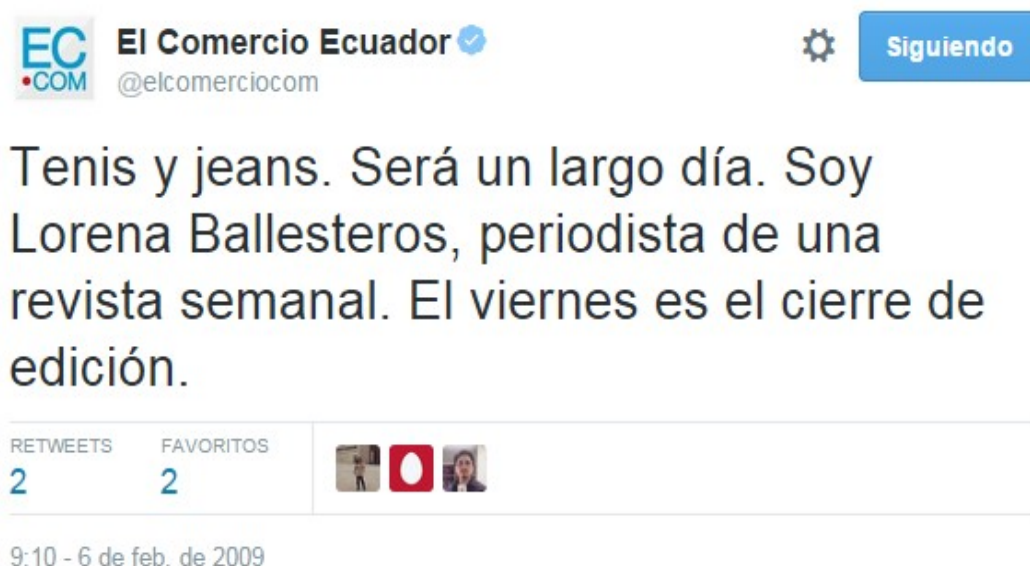 EC
•COM
El Comercio Ecuador
@elcomerciocom
Siguiendo
Tenis y jeans. Será un largo día. Soy
Lorena Ballesteros, periodista de una
revista semanal. El viernes es el cierre de
edición.
RETWEETS FAVORITOS
2 2
9:10 - 6 de feb. de 2009